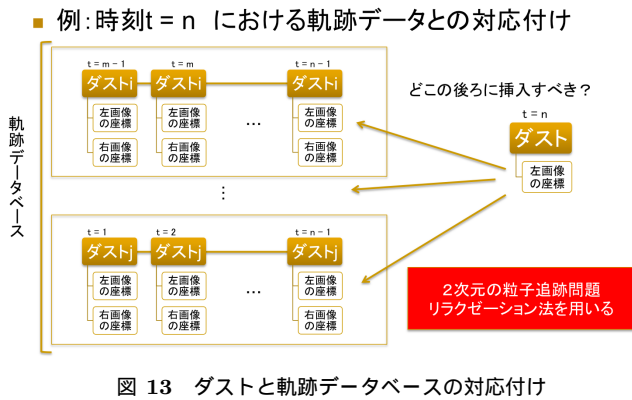 例：時刻t = n における軌跡データとの対応付け
t = m - 1
t = m
t = n - 1
ダストi
ダストi
ダストi
左画像
の座標
左画像
の座標
…
左画像
の座標
右画像
の座標
右画像
の座標
右画像
の座標
どこの後ろに挿入すべき？
t = n
ダスト
左画像
の座標
軌跡データベース
⋮
t = 1
t = 2
t = n - 1
ダストj
ダストj
ダストj
左画像
の座標
左画像
の座標
…
左画像
の座標
右画像
の座標
右画像
の座標
右画像
の座標
２次元の粒子追跡問題
リラクゼーション法を用いる
図 13 ダストと軌跡データベースの対応付け